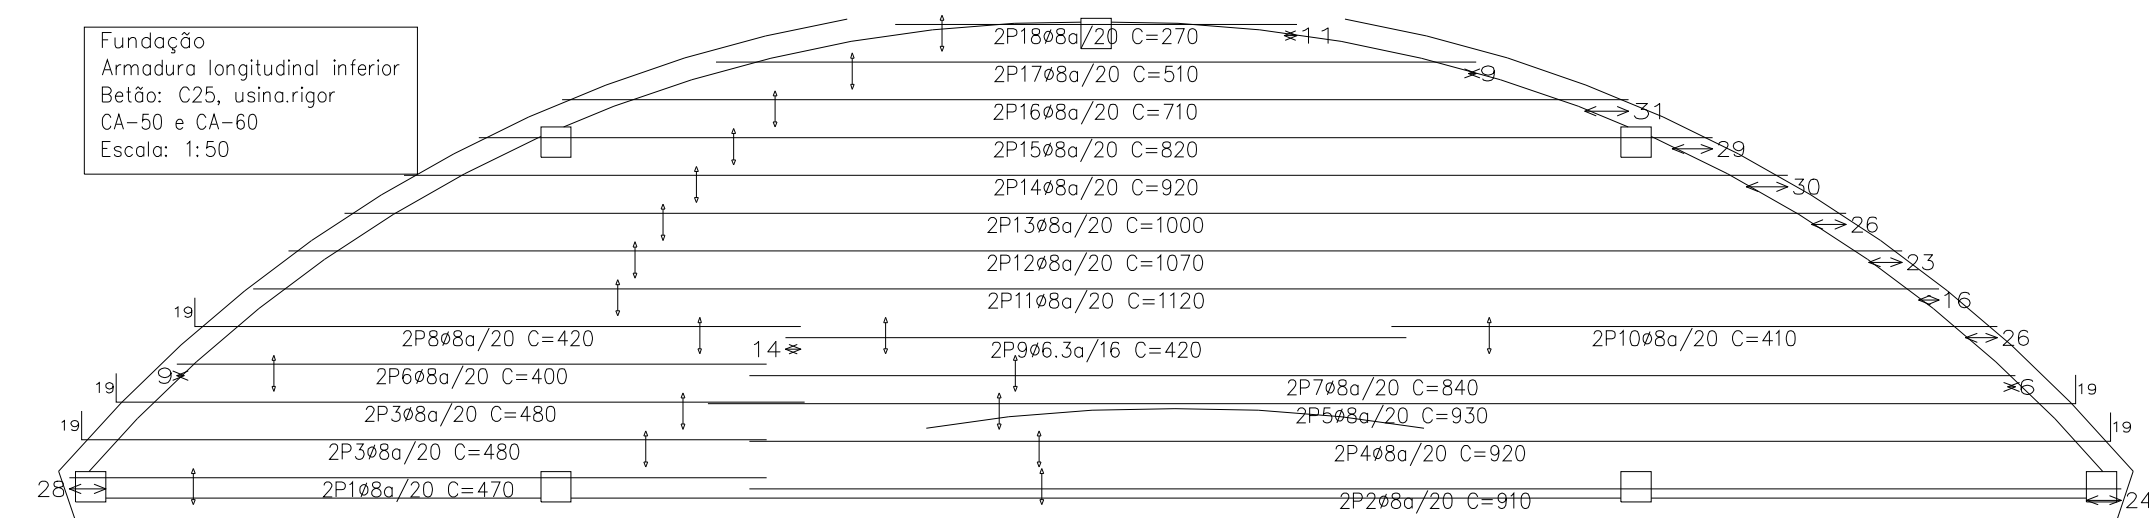 Fundação
Armadura longitudinal inferior
Betão: C25, usina.rigor
CA-50 e CA-60
Escala: 1:50
2P18ø8a/20 C=270
11
2P17ø8a/20 C=510
9
2P16ø8a/20 C=710
31
2P15ø8a/20 C=820
29
2P14ø8a/20 C=920
30
2P13ø8a/20 C=1000
26
2P12ø8a/20 C=1070
23
2P11ø8a/20 C=1120
16
19
2P8ø8a/20 C=420
14
2P9ø6.3a/16 C=420
2P10ø8a/20 C=410
26
9
2P6ø8a/20 C=400
2P7ø8a/20 C=840
6
19
19
2P3ø8a/20 C=480
2P5ø8a/20 C=930
19
19
2P3ø8a/20 C=480
2P4ø8a/20 C=920
28
2P1ø8a/20 C=470
2P2ø8a/20 C=910
24